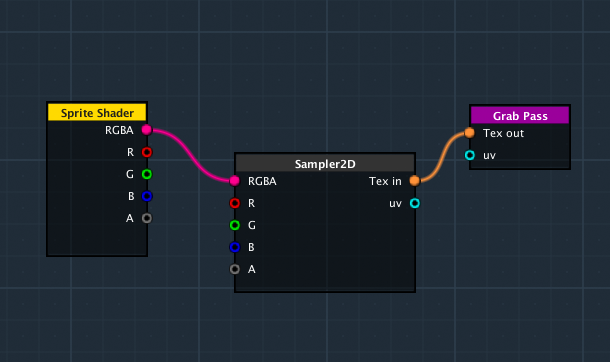 Sprite Shader
RGBA
R
G
B
A
Sampler2D
RGBA Tex in
R uv
G
B
A
Grab Pass
Tex out
uv